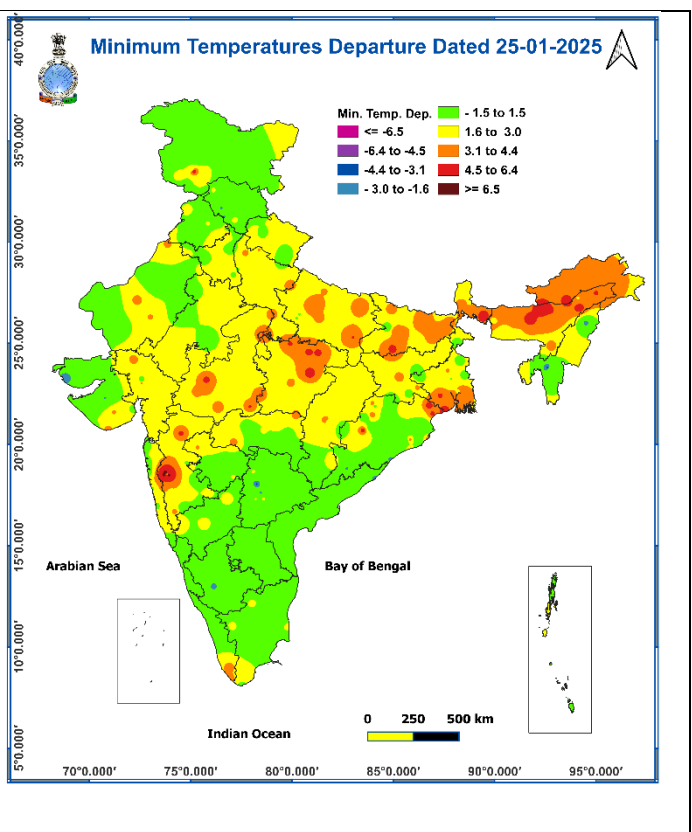 Minimum Temperatures Departure Dated 25-01-2025
Min. Temp. Dep.
<= -6.5
-6.4 to -4.5
-4.4 to -3.1
- 3.0 to -1.6
- 1.5 to 1.5
1.6 to 3.0
3.1 to 4.4
4.5 to 6.4
>= 6.5
40°0.000′
35°0.000′
30°0.000′
25°0.000′
20°0.000′
15°0.000′
10°0.000′
5°0.000′
Arabian Sea
Bay of Bengal
Indian Ocean
0 250 500 km
70°0.000′ 75°0.000′ 80°0.000′ 85°0.000′ 90°0.000′ 95°0.000′